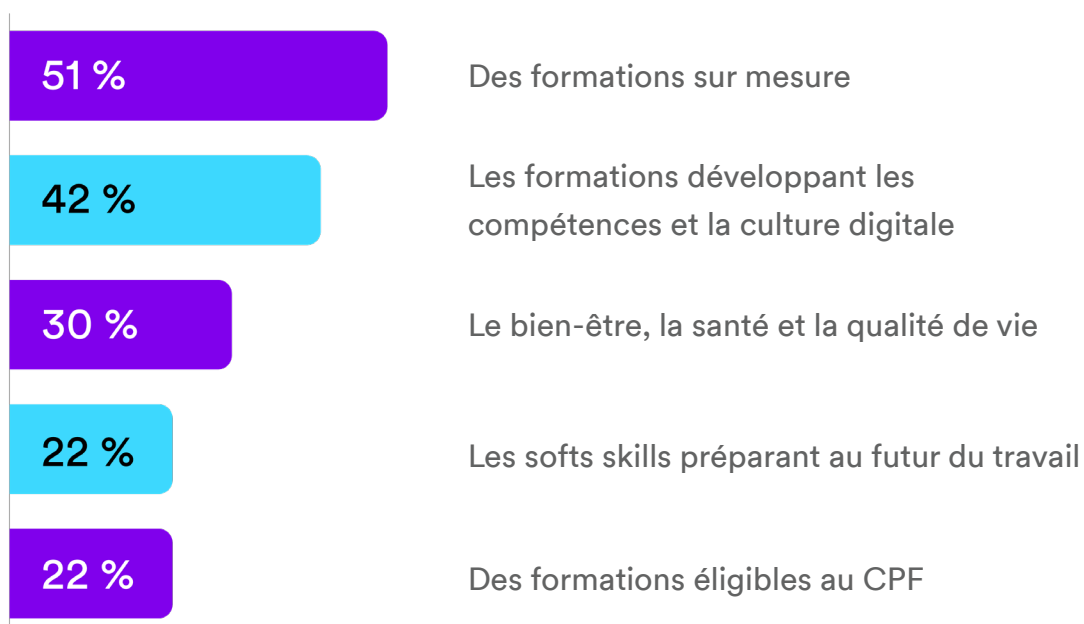 51 %
Des formations sur mesure
42 %
Les formations développant les
compétences et la culture digitale
30 %
Le bien-être, la santé et la qualité de vie
22 %
Les softs skills préparant au futur du travail
22 %
Des formations éligibles au CPF